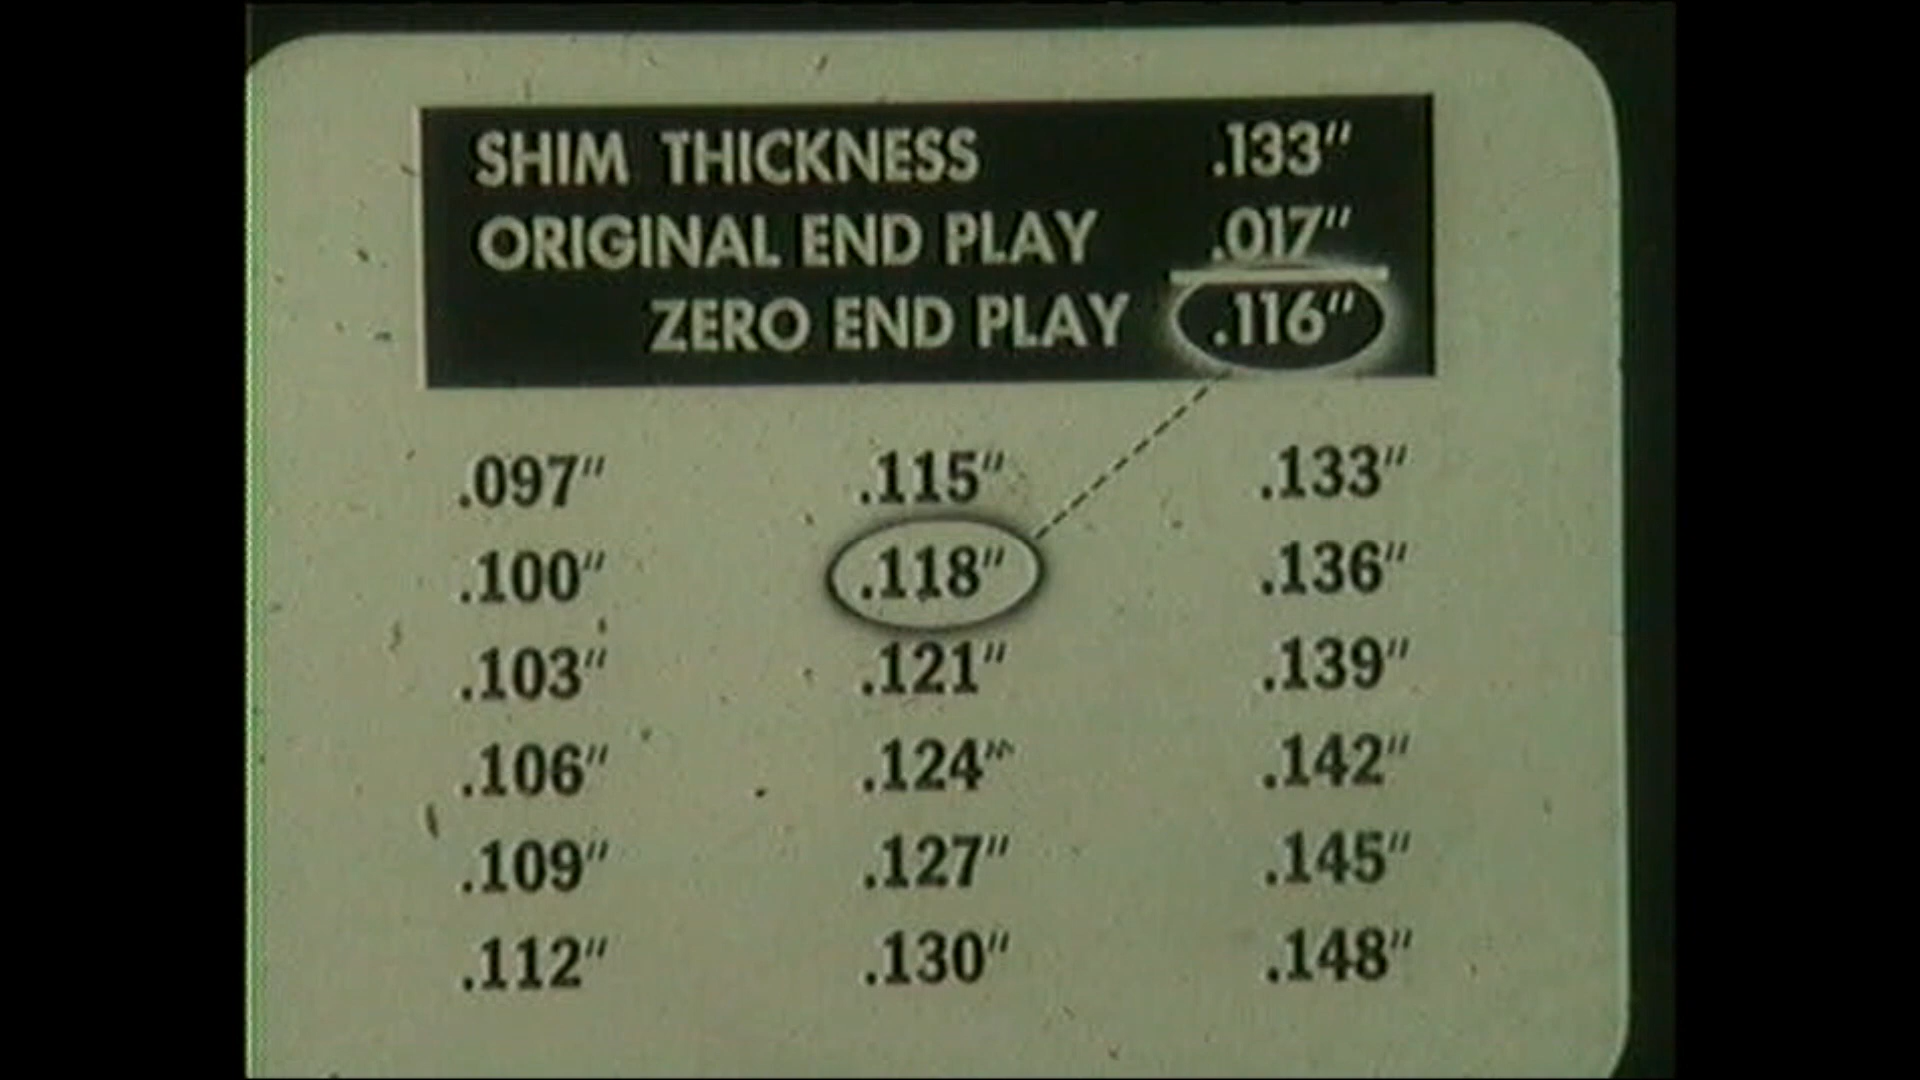 SHIM THICKNESS .133"
ORIGINAL END PLAY .017"
ZERO END PLAY .116"
.097" .115" .133"
.100" .118" .136"
.103" .121" .139"
.106" .124" .142"
.109" .127" .145"
.112" .130" .148"